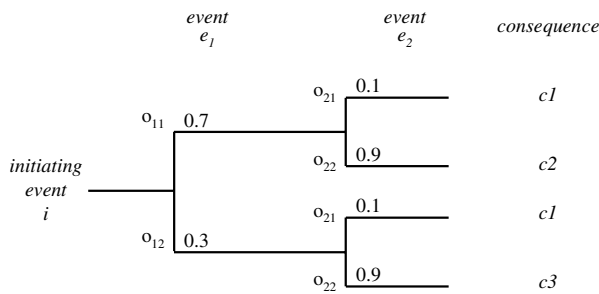 event event consequence
e1 e2
o21 0.1 c1
o11 0.7
o22 0.9 c2
initiating
event
i
o21 0.1 c1
o12 0.3
o22 0.9 c3